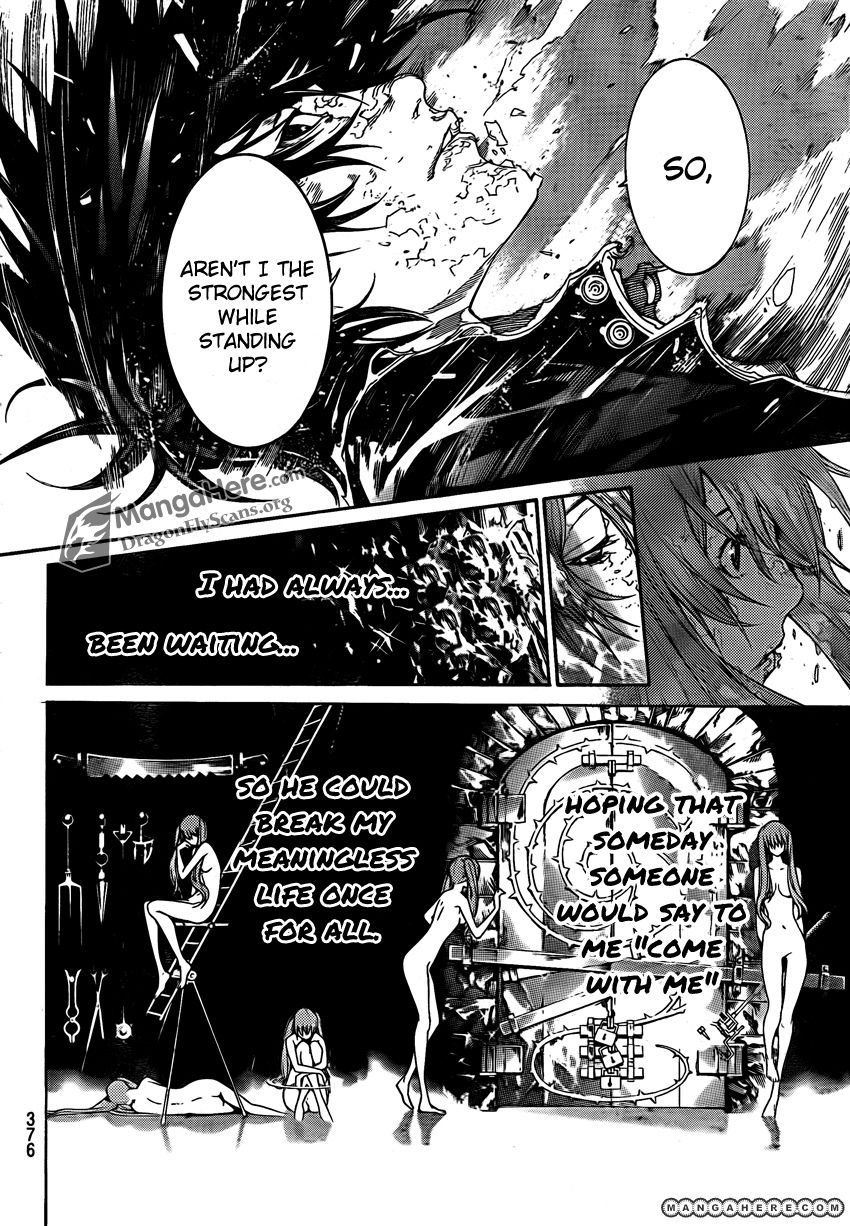 SO,
AREN'T I THE
STRONGEST
WHILE
STANDING
UP?
MangaHere.com
DragonFlyScans.org
I HAD ALWAYS...
BEEN WAITING...
HOPING THAT
SOMEDAY
SOMEONE
WOULD SAY TO
ME "COME
WITH ME"
SO HE COULD
BREAK MY
MEANINGLESS
LIFE ONCE
FOR ALL.
376
MANGAHERE.COM